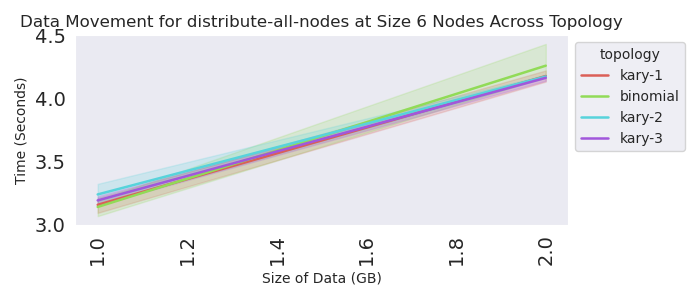 Data Movement for distribute-all-nodes at Size 6 Nodes Across Topology
4.5
4.0
3.5
3.0
Time (Seconds)
1.0
1.2
1.4
1.6
1.8
2.0
Size of Data (GB)
topology
kary-1
binomial
kary-2
kary-3